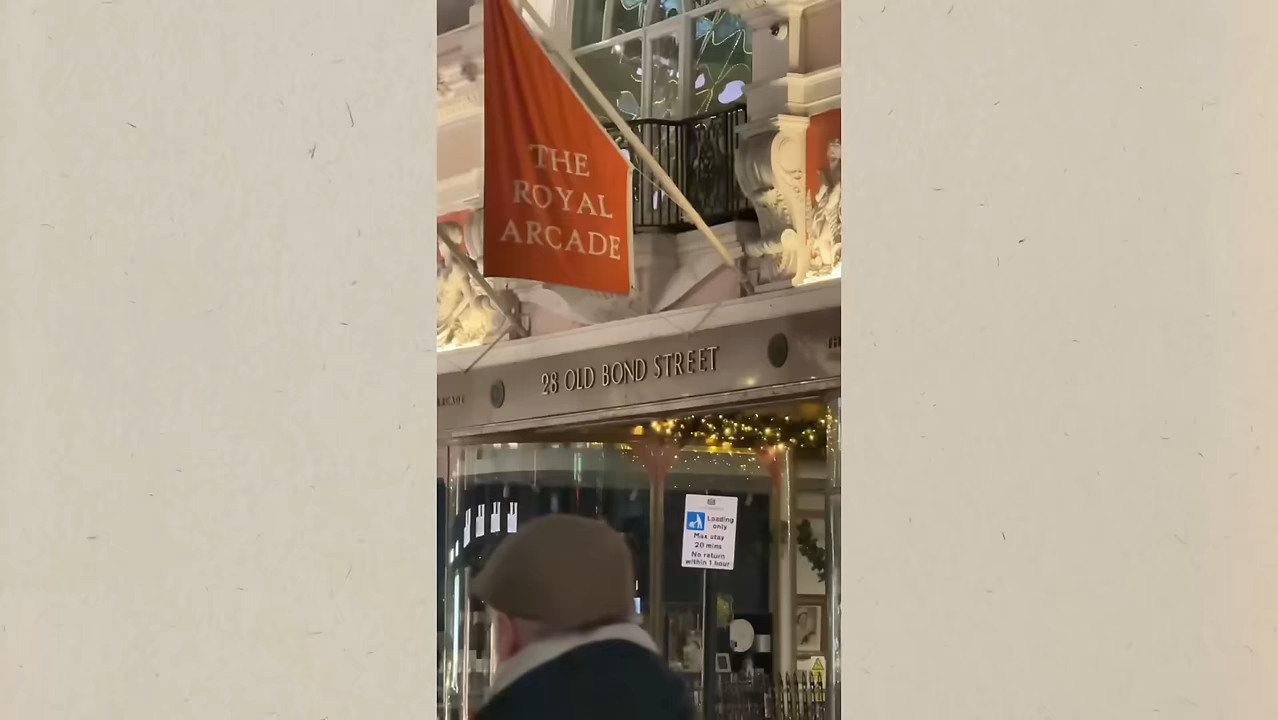 THE
ROYAL
ARCADE
28 OLD BOND STREET
Loading
only
Max stay
20 mins
No return
within 1 hour